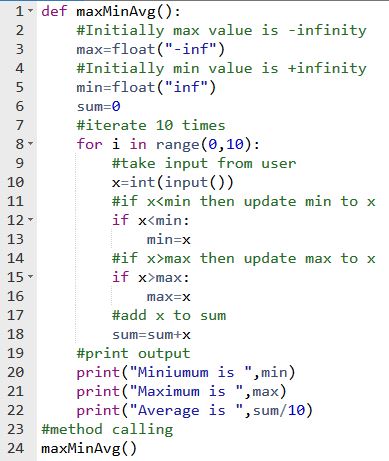 1 def maxMinAvg():
2     #Initially max value is -infinity
3     max=float("-inf")
4     #Initially min value is +infinity
5     min=float("inf")
6     sum=0
7     #iterate 10 times
8     for i in range(0,10):
9         #take input from user
10         x=int(input())
11         #if x<min then update min to x
12         if x<min:
13             min=x
14         #if x>max then update max to x
15         if x>max:
16             max=x
17         #add x to sum
18         sum=sum+x
19     #print output
20     print("Miniumum is ",min)
21     print("Maximum is ",max)
22     print("Average is ",sum/10)
23 #method calling
24 maxMinAvg()